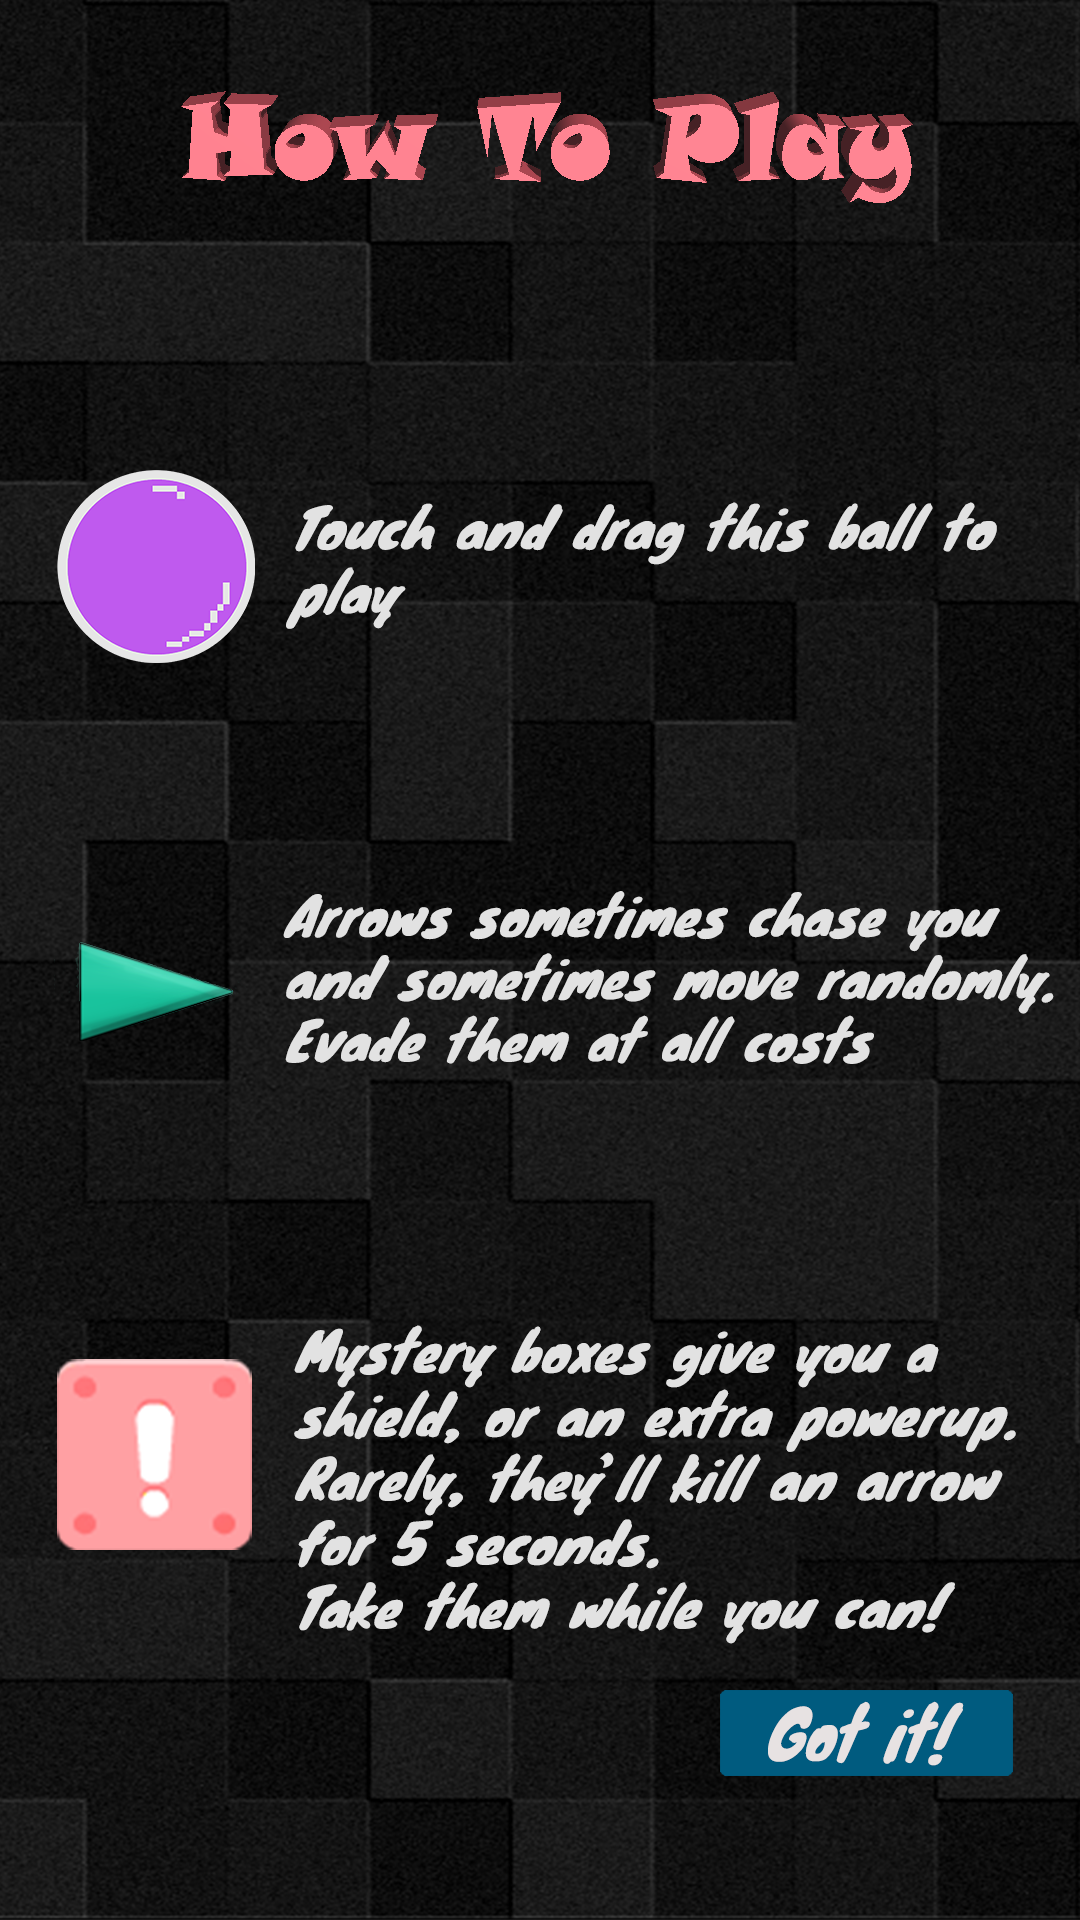 How To Play
Touch and drag this ball to
play
Arrows sometimes chase you
and sometimes move randomly.
Evade them at all costs
!
Mystery boxes give you a
shield, or an extra powerup.
Rarely, they'll kill an arrow
for 5 seconds.
Take them while you can!
Got it!